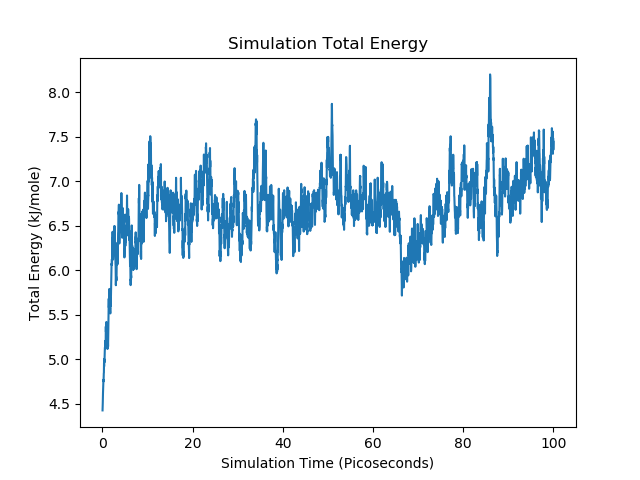 Simulation Total Energy
Total Energy (kJ/mole)
8.0
7.5
7.0
6.5
6.0
5.5
5.0
4.5
0 20 40 60 80 100
Simulation Time (Picoseconds)